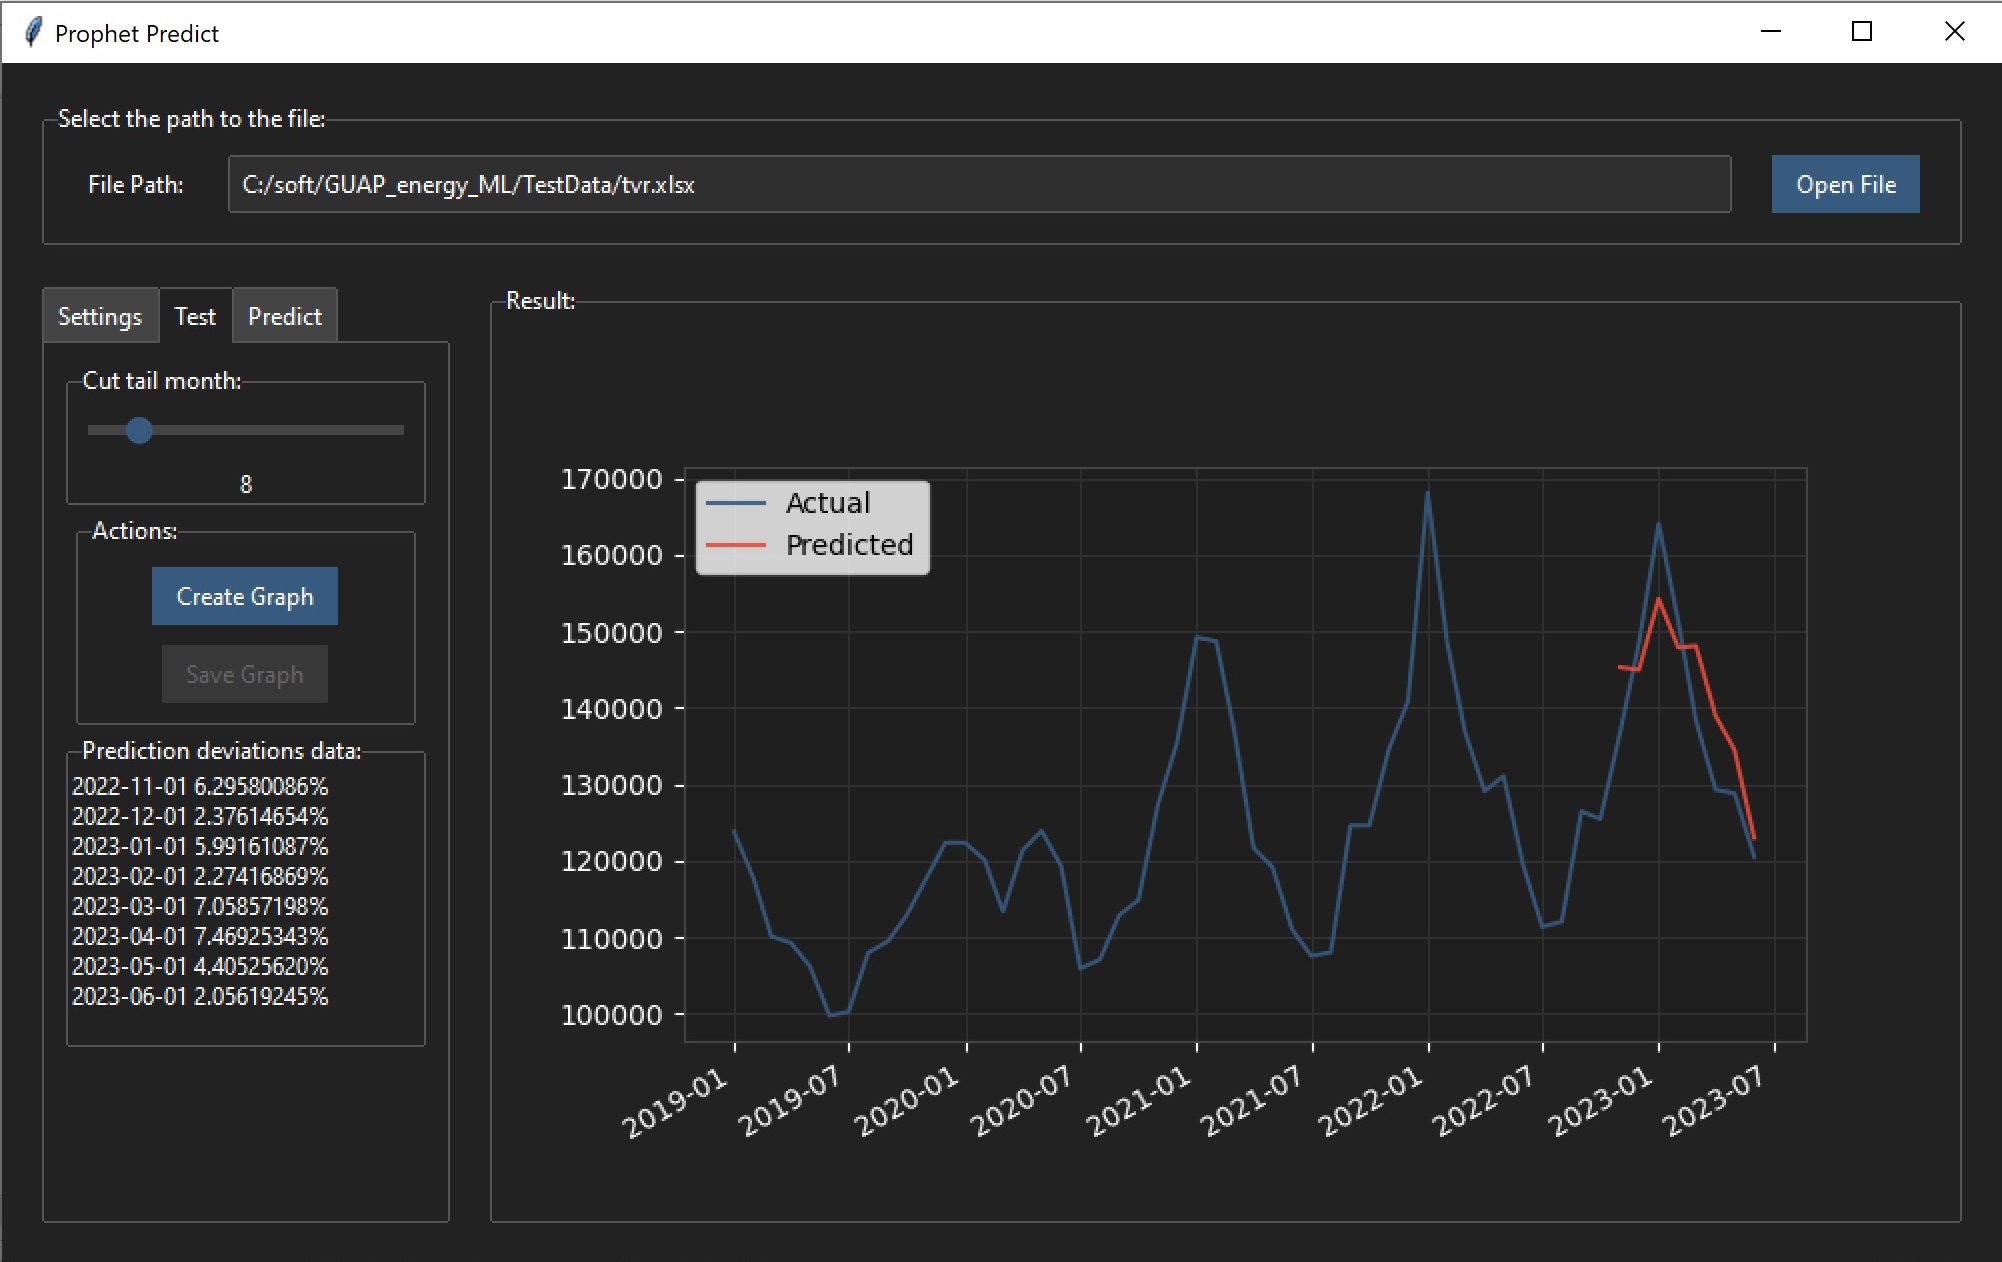 Prophet Predict
Select the path to the file:
File Path: C:/soft/GUAP_energy_ML/TestData/tvr.xlsx Open File
Settings Test Predict
Cut tail month:
8
Actions:
Create Graph
Save Graph
Prediction deviations data:
2022-11-01 6.29580086%
2022-12-01 2.37614654%
2023-01-01 5.99161087%
2023-02-01 2.27416869%
2023-03-01 7.05857198%
2023-04-01 7.46925343%
2023-05-01 4.40525620%
2023-06-01 2.05619245%
Result:
Actual
Predicted
170000
160000
150000
140000
130000
120000
110000
100000
2019-01 2019-07 2020-01 2020-07 2021-01 2021-07 2022-01 2022-07 2023-01 2023-07